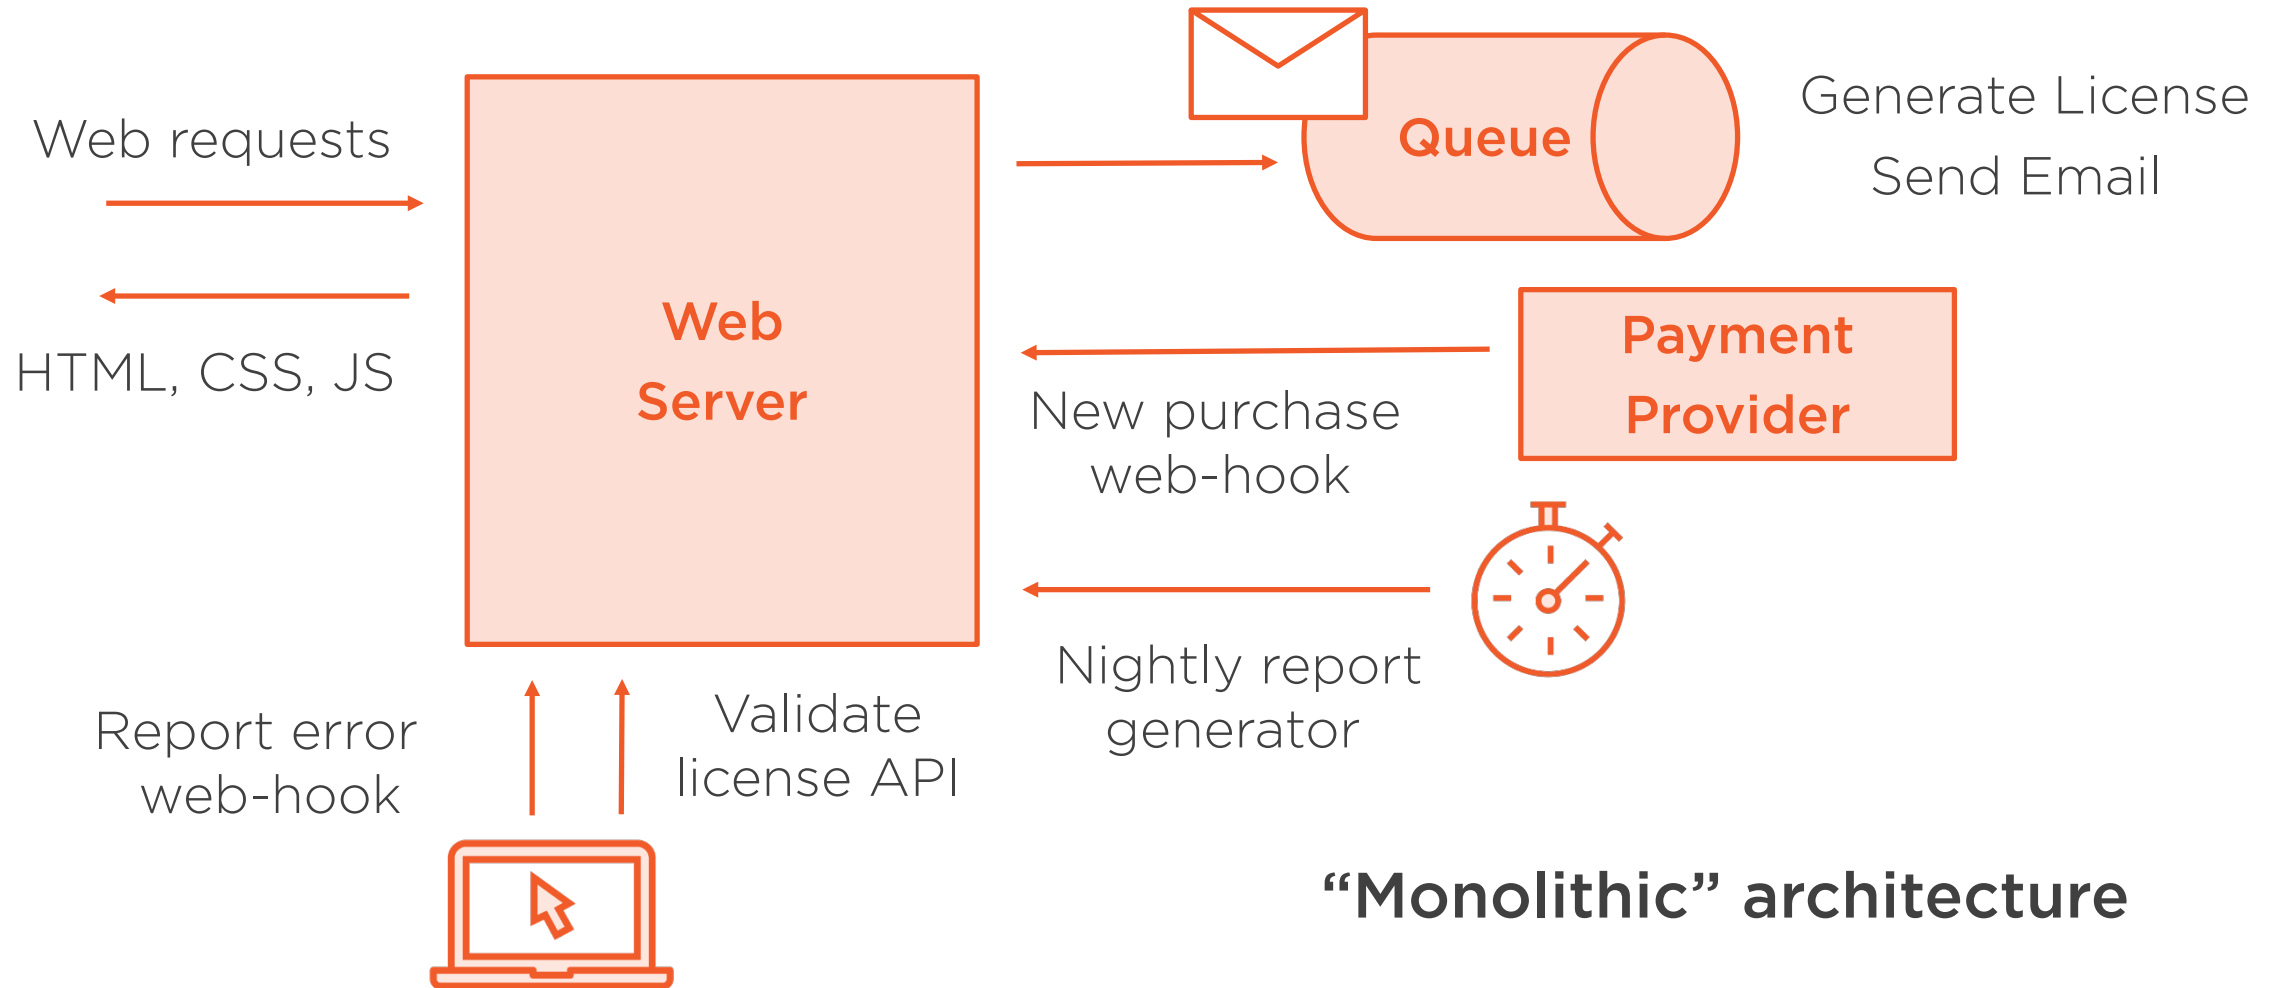 Web requests
HTML, CSS, JS
Web
Server
Queue
Generate License
Send Email
Payment
Provider
New purchase
web-hook
Nightly report
generator
Report error
web-hook
Validate
license API
“Monolithic” architecture